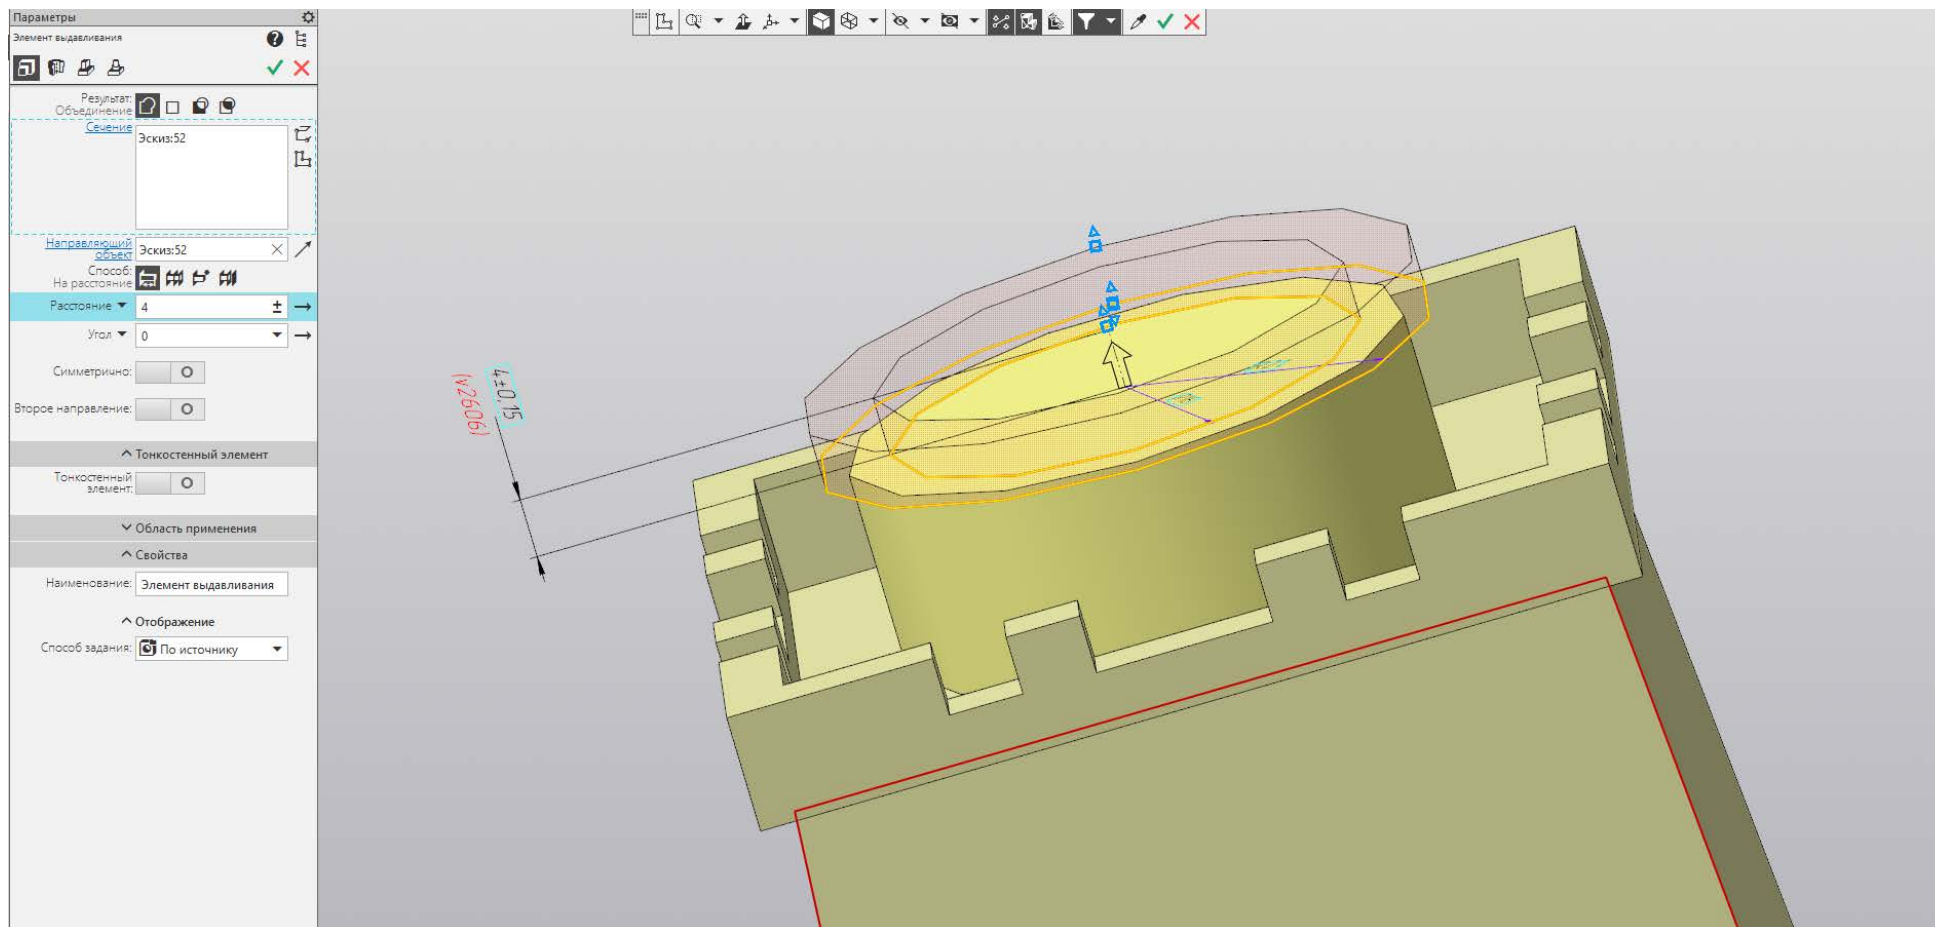 Параметры
Элемент выдавливания
Результат:
Объединение
Сечение
Эскиз:52
Направляющий
объект
Эскиз:52
Способ:
На расстояние
Расстояние
4
Угол
0
Симметрично:
Второе направление:
Тонкостенный элемент
Тонкостенный
элемент:
Область применения
Свойства
Наименование:
Элемент выдавливания
Отображение
Способ задания:
По источнику
4±0,15
(v2606)